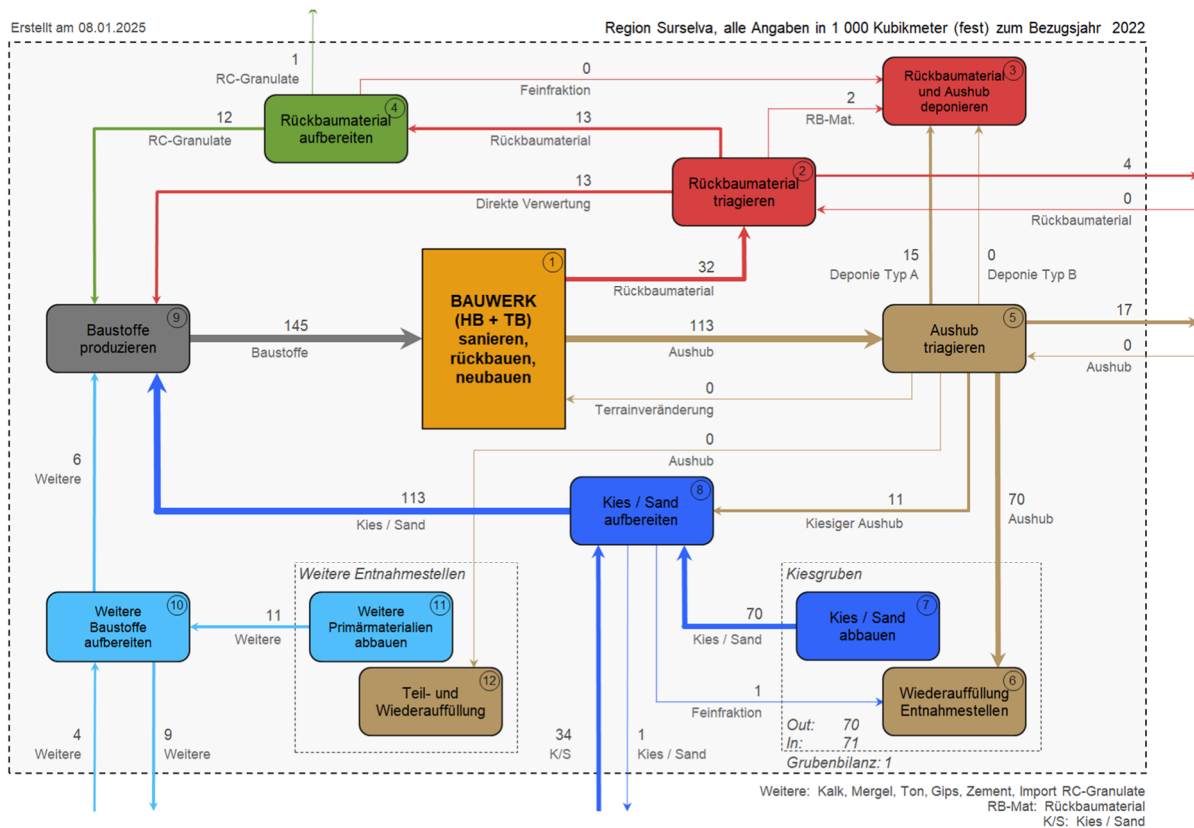 Erstellt am 08.01.2025
Region Surselva, alle Angaben in 1 000 Kubikmeter (fest) zum Bezugsjahr 2022
1
RC-Granulate
0
Feinfraktion
3
Rückbaumaterial
und Aushub
deponieren
2
RB-Mat.
4
Rückbaumaterial
aufbereiten
12
RC-Granulate
13
Rückbaumaterial
2
Rückbaumaterial
triagieren
4
13
Direkte Verwertung
0
Rückbaumaterial
15
Deponie Typ A
0
Deponie Typ B
1
BAUWERK
(HB + TB)
sanieren,
rückbauen,
neubauen
32
Rückbaumaterial
9
Baustoffe
produzieren
145
Baustoffe
113
Aushub
5
Aushub
triagieren
17
0
Aushub
0
Terrainveränderung
0
Aushub
6
Weitere
113
Kies / Sand
8
Kies / Sand
aufbereiten
11
Kiesiger Aushub
70
Aushub
Weitere Entnahmestellen
Kiesgruben
10
Weitere
Baustoffe
aufbereiten
11
Weitere
11
Weitere
Primärmaterialien
abbauen
70
Kies / Sand
7
Kies / Sand
abbauen
12
Teil- und
Wiederauffüllung
1
Feinfraktion
6
Wiederauffüllung
Entnahmestellen
Out: 70
In: 71
Grubenbilanz: 1
4
Weitere
9
Weitere
34
K/S
1
Kies / Sand
Weitere: Kalk, Mergel, Ton, Gips, Zement, Import RC-Granulate
RB-Mat: Rückbaumaterial
K/S: Kies / Sand